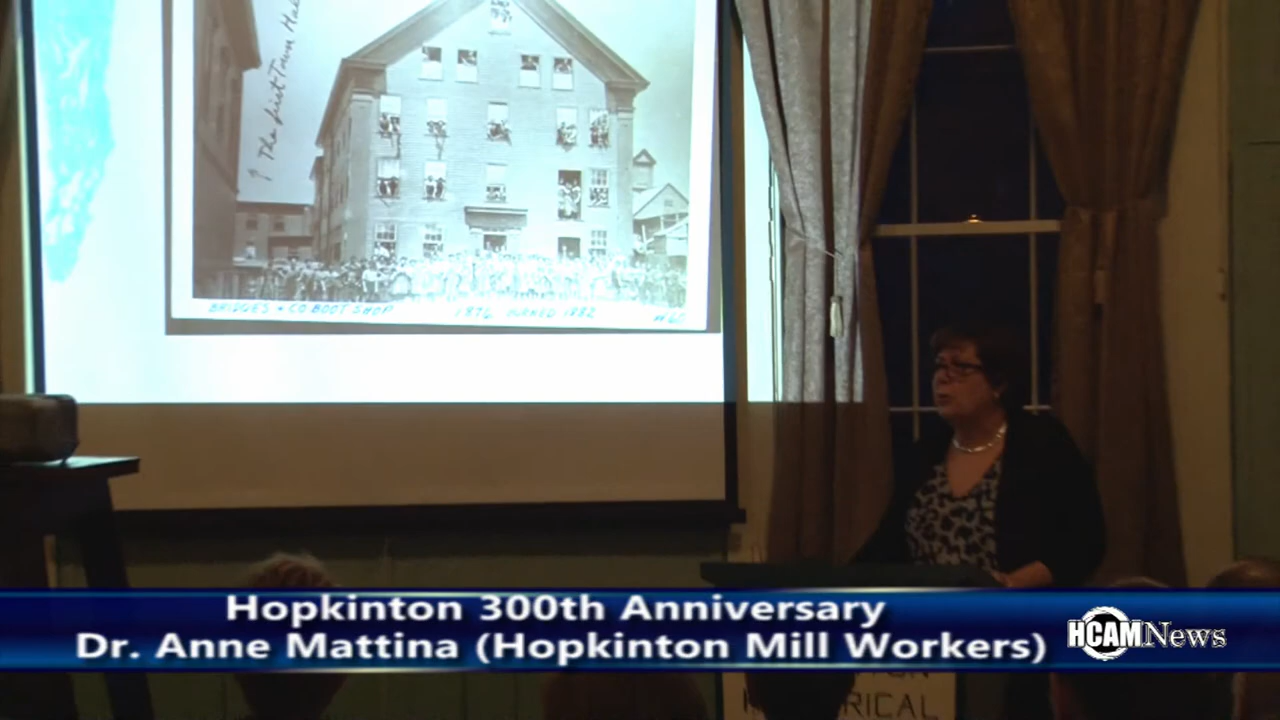 ↑ The first Town Hall
BRIDGES & CO BOOT SHOP 1876 BURNED 1882
Hopkinton 300th Anniversary
Dr. Anne Mattina (Hopkinton Mill Workers)
HCAMNews